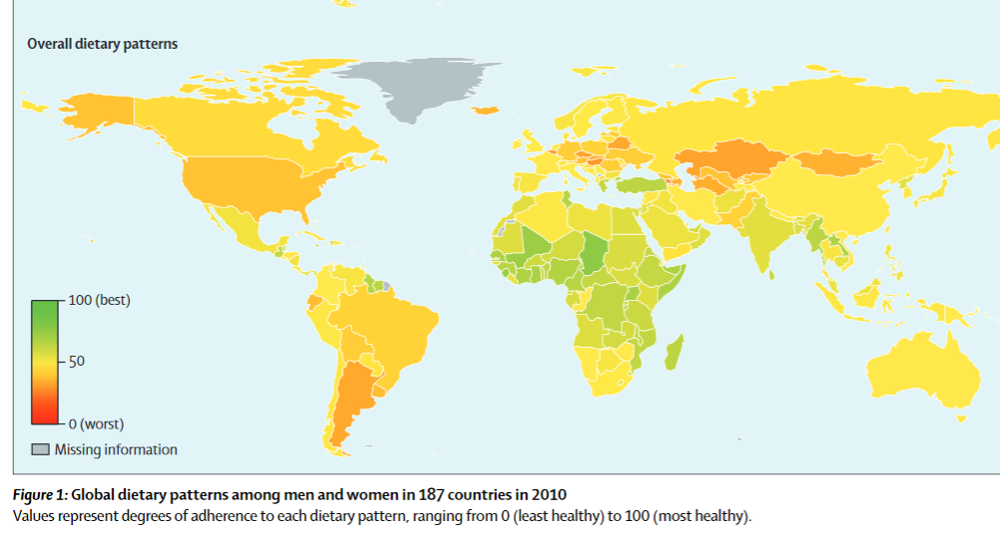 Overall dietary patterns
100 (best)
50
0 (worst)
Missing information
Figure 1: Global dietary patterns among men and women in 187 countries in 2010
Values represent degrees of adherence to each dietary pattern, ranging from 0 (least healthy) to 100 (most healthy).